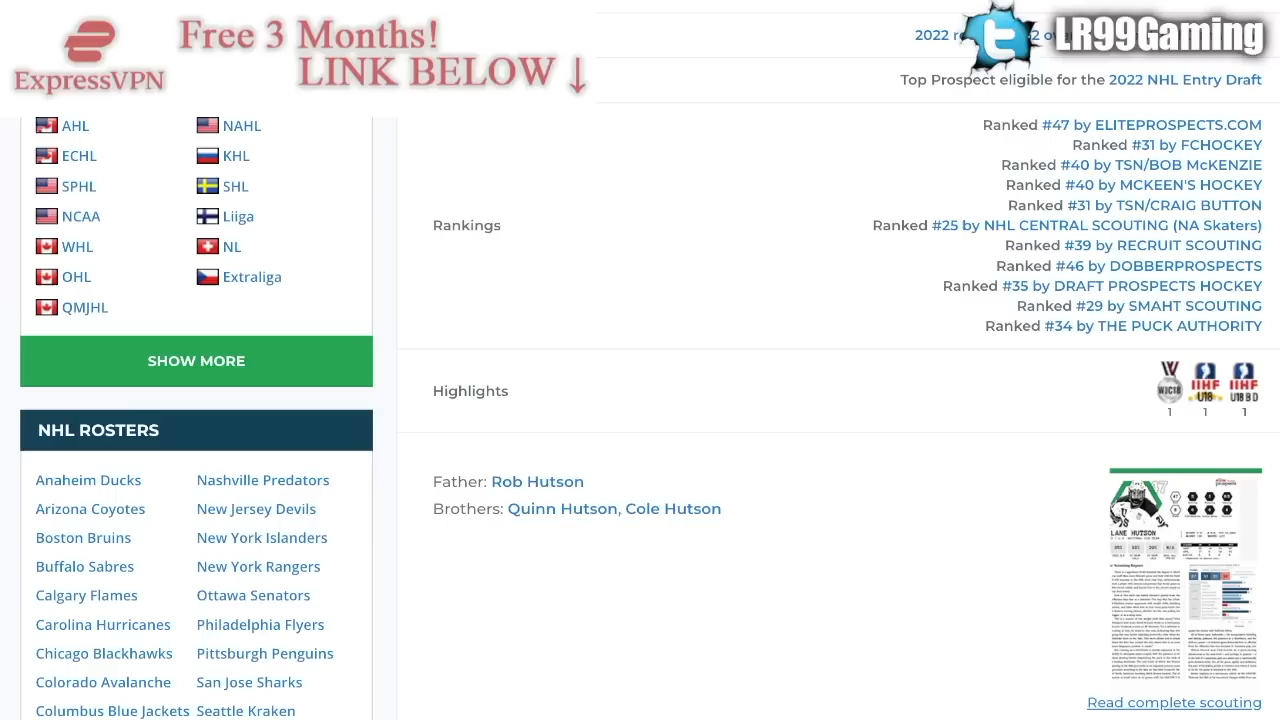 ExpressVPN
Free 3 Months!
LINK BELOW ↓
LR99Gaming
2022
Top Prospect eligible for the 2022 NHL Entry Draft
AHL
NAHL
ECHL
KHL
SPHL
SHL
NCAA
Liiga
WHL
NL
OHL
Extraliga
QMJHL
SHOW MORE
NHL ROSTERS
Anaheim Ducks
Nashville Predators
Arizona Coyotes
New Jersey Devils
Boston Bruins
New York Islanders
Buffalo Sabres
New York Rangers
Calgary Flames
Ottawa Senators
Carolina Hurricanes
Philadelphia Flyers
Chicago Blackhawks
Pittsburgh Penguins
Colorado Avalanche
San Jose Sharks
Columbus Blue Jackets
Seattle Kraken
Rankings
Ranked #47 by ELITEPROSPECTS.COM
Ranked #31 by FCHOCKEY
Ranked #40 by TSN/BOB McKENZIE
Ranked #40 by MCKEEN'S HOCKEY
Ranked #31 by TSN/CRAIG BUTTON
Ranked #25 by NHL CENTRAL SCOUTING (NA Skaters)
Ranked #39 by RECRUIT SCOUTING
Ranked #46 by DOBBERPROSPECTS
Ranked #35 by DRAFT PROSPECTS HOCKEY
Ranked #29 by SMAHT SCOUTING
Ranked #34 by THE PUCK AUTHORITY
Highlights
WJC18
IIHF
U18
IIHF
U18 B D
1
1
1
Father: Rob Hutson
Brothers: Quinn Hutson, Cole Hutson
LANE HUTSON
Read complete scouting